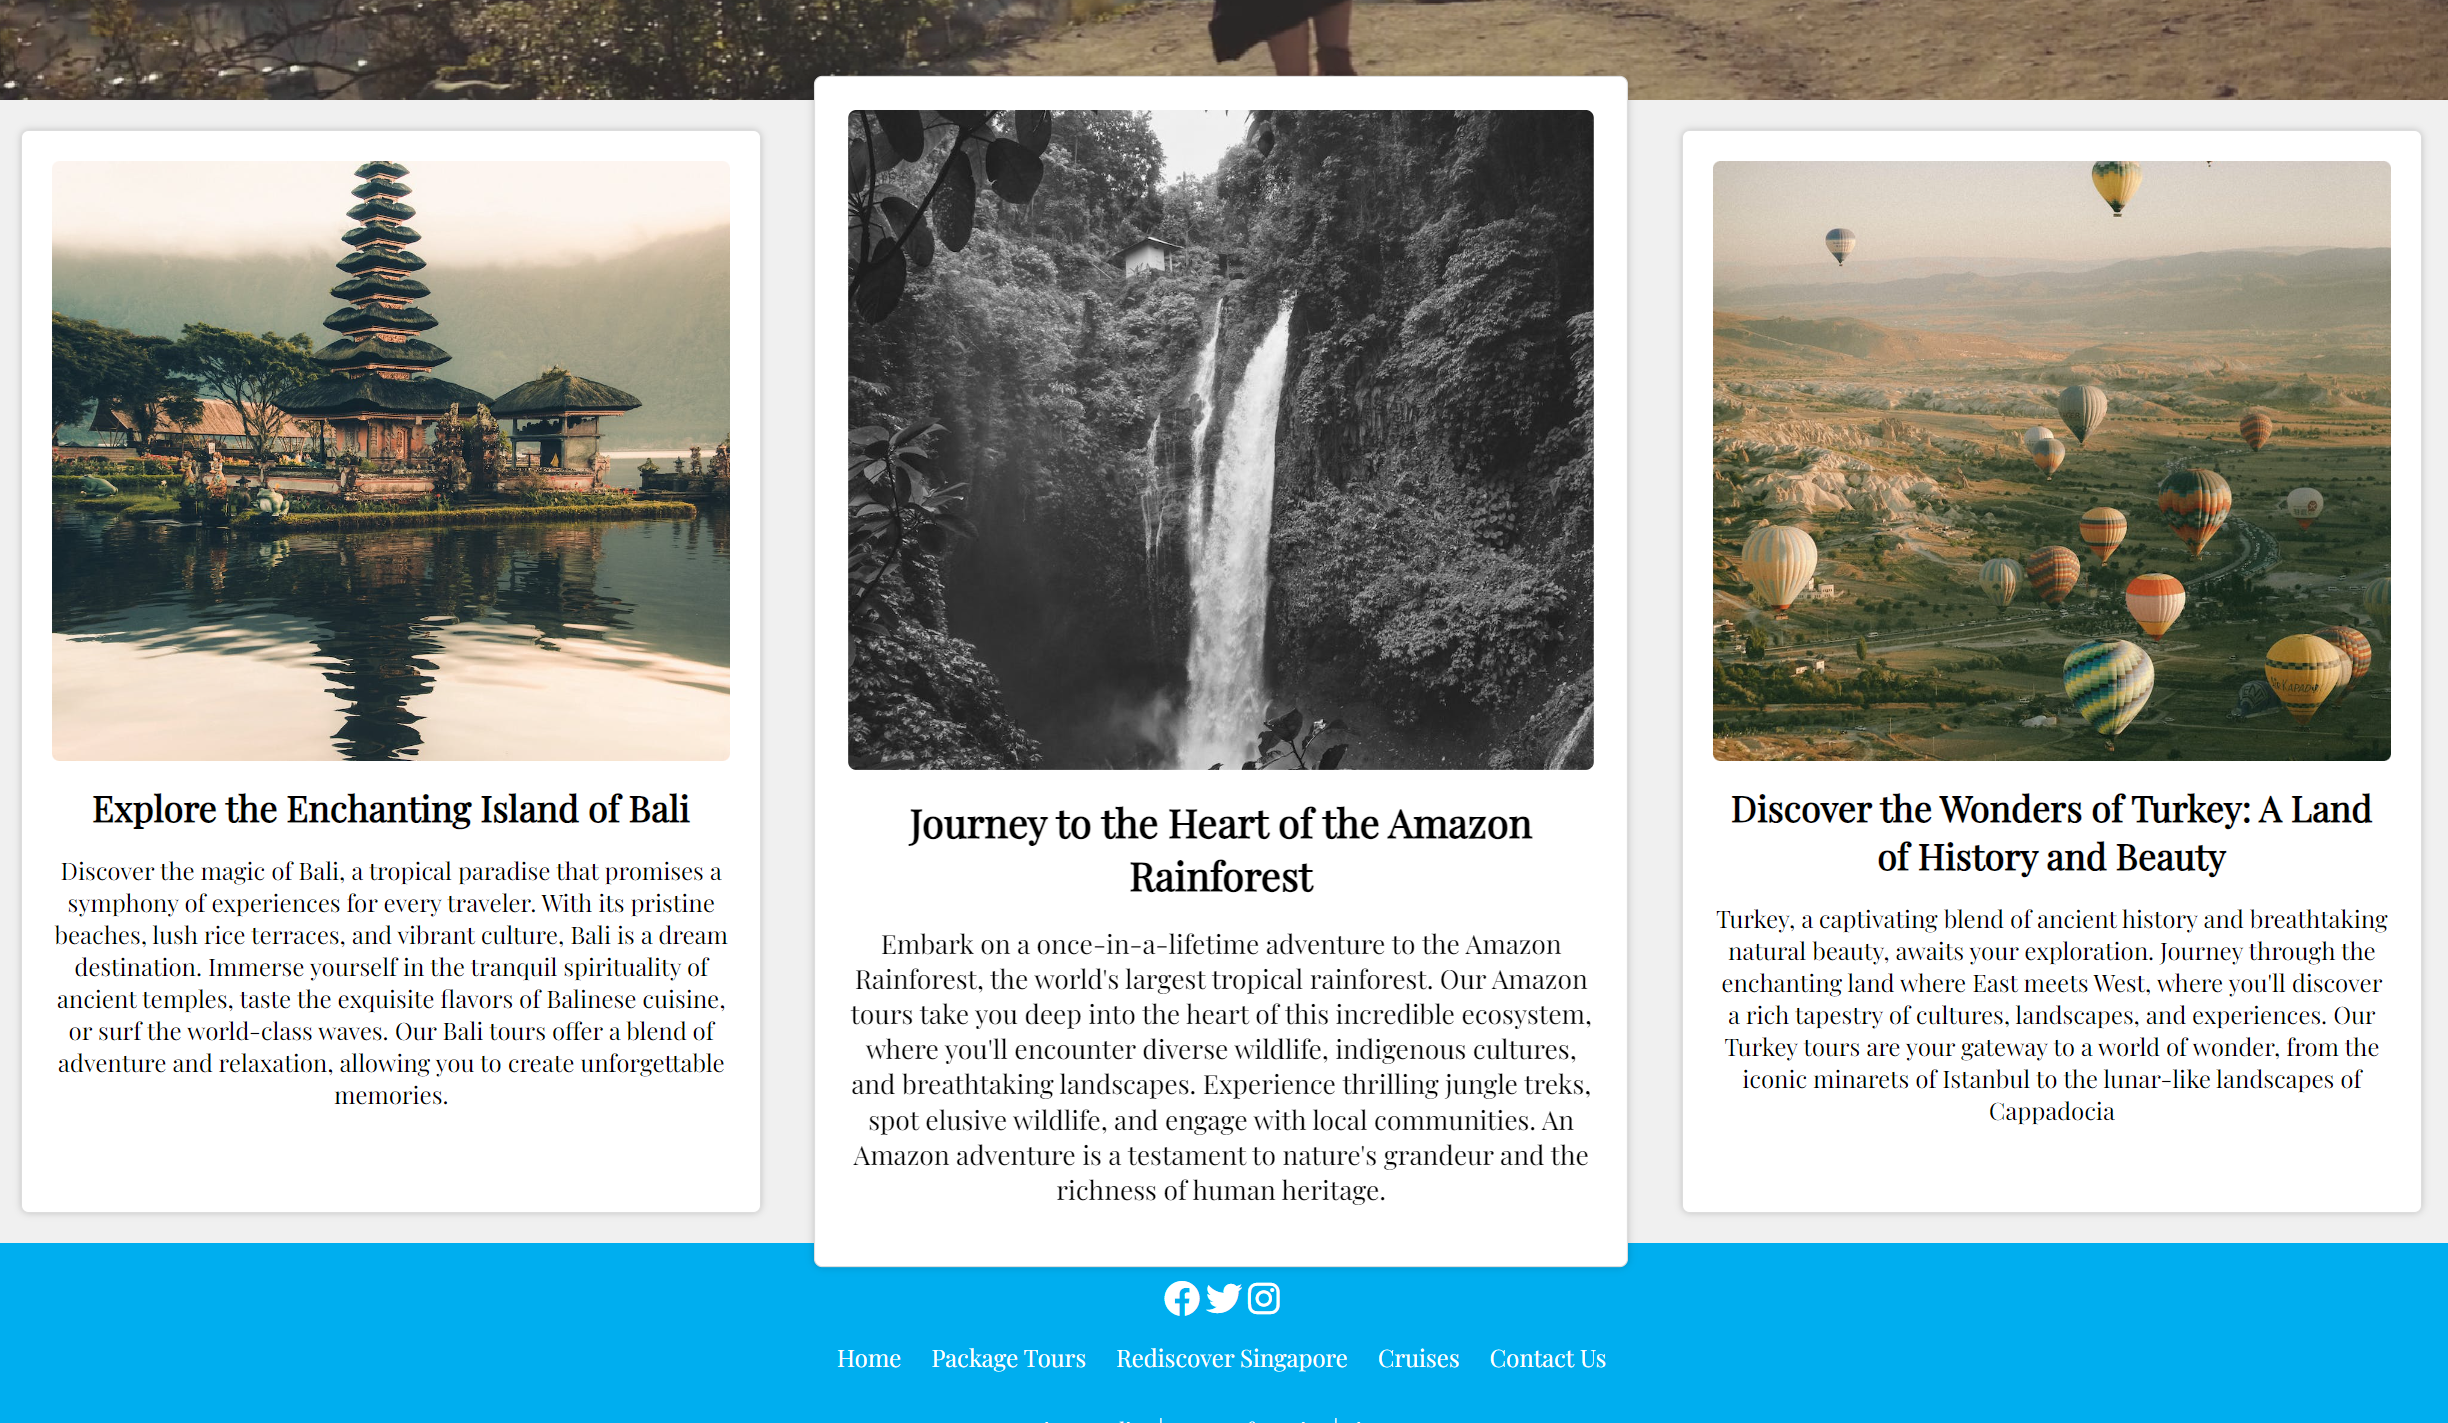 Explore the Enchanting Island of Bali
Discover the magic of Bali, a tropical paradise that promises a
symphony of experiences for every traveler. With its pristine
beaches, lush rice terraces, and vibrant culture, Bali is a dream
destination. Immerse yourself in the tranquil spirituality of
ancient temples, taste the exquisite flavors of Balinese cuisine,
or surf the world-class waves. Our Bali tours offer a blend of
adventure and relaxation, allowing you to create unforgettable
memories.
Journey to the Heart of the Amazon
Rainforest
Embark on a once-in-a-lifetime adventure to the Amazon
Rainforest, the world's largest tropical rainforest. Our Amazon
tours take you deep into the heart of this incredible ecosystem,
where you'll encounter diverse wildlife, indigenous cultures,
and breathtaking landscapes. Experience thrilling jungle treks,
spot elusive wildlife, and engage with local communities. An
Amazon adventure is a testament to nature's grandeur and the
richness of human heritage.
Discover the Wonders of Turkey: A Land
of History and Beauty
Turkey, a captivating blend of ancient history and breathtaking
natural beauty, awaits your exploration. Journey through the
enchanting land where East meets West, where you'll discover
a rich tapestry of cultures, landscapes, and experiences. Our
Turkey tours are your gateway to a world of wonder, from the
iconic minarets of Istanbul to the lunar-like landscapes of
Cappadocia
Home Package Tours Rediscover Singapore Cruises Contact Us